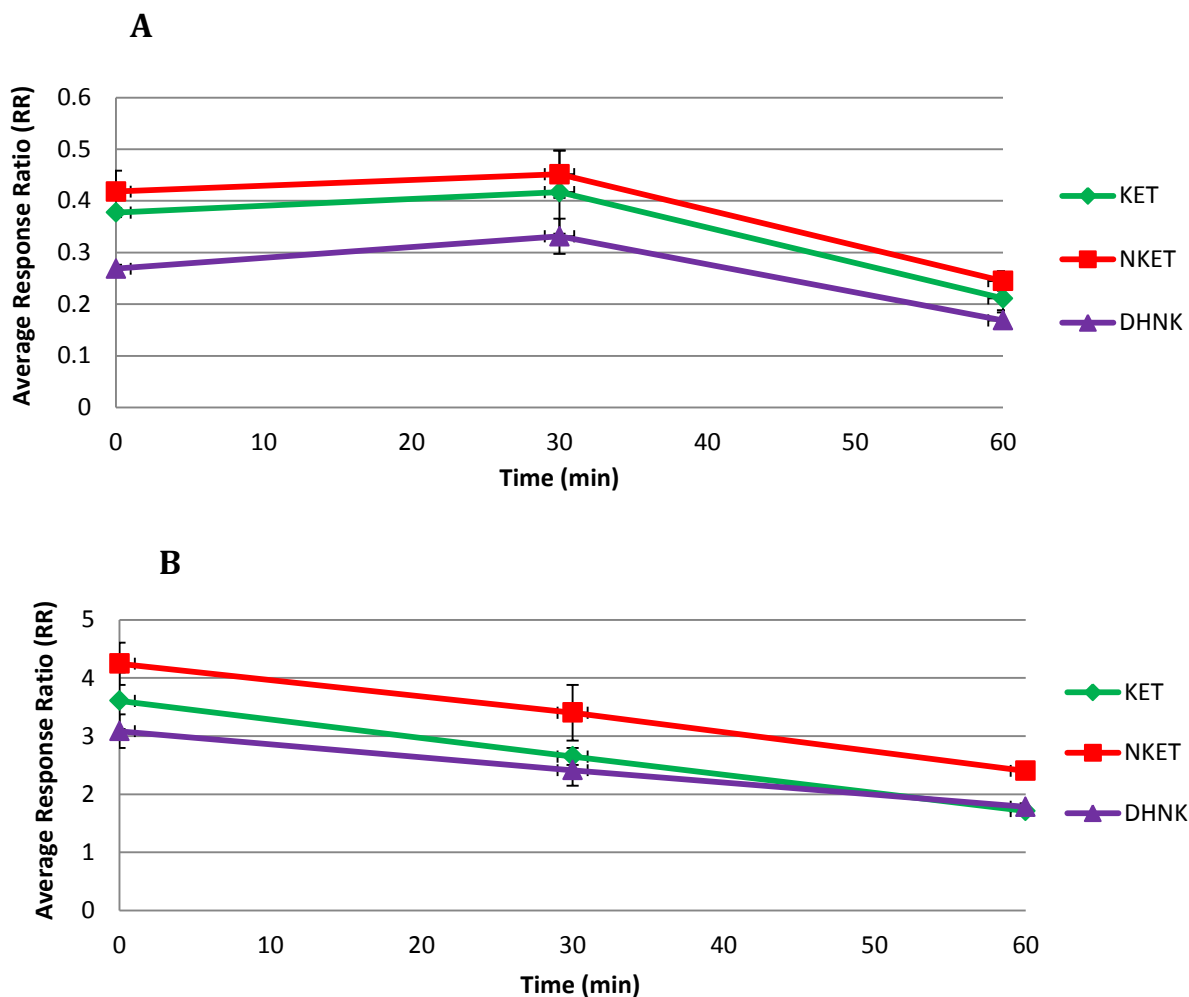 A
Average Response Ratio (RR)
0.6
0.5
0.4
0.3
0.2
0.1
0
0 10 20 30 40 50 60
Time (min)
KET
NKET
DHNK
B
Average Response Ratio (RR)
5
4
3
2
1
0
0 10 20 30 40 50 60
Time (min)
KET
NKET
DHNK